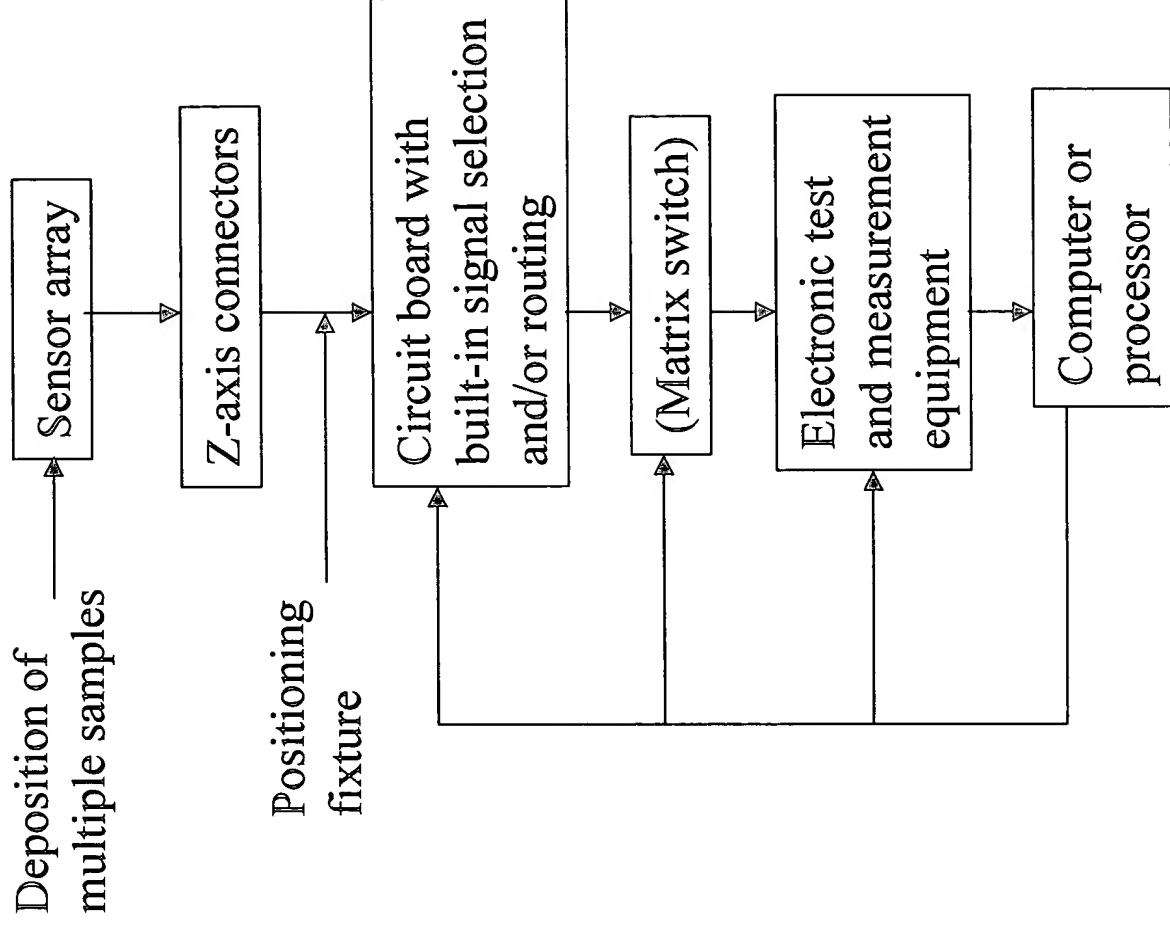 Deposition of
multiple samples
Sensor array
Z-axis connectors
Positioning
fixture
Circuit board with
built-in signal selection
and/or routing
(Matrix switch)
Electronic test
and measurement
equipment
Computer or
processor